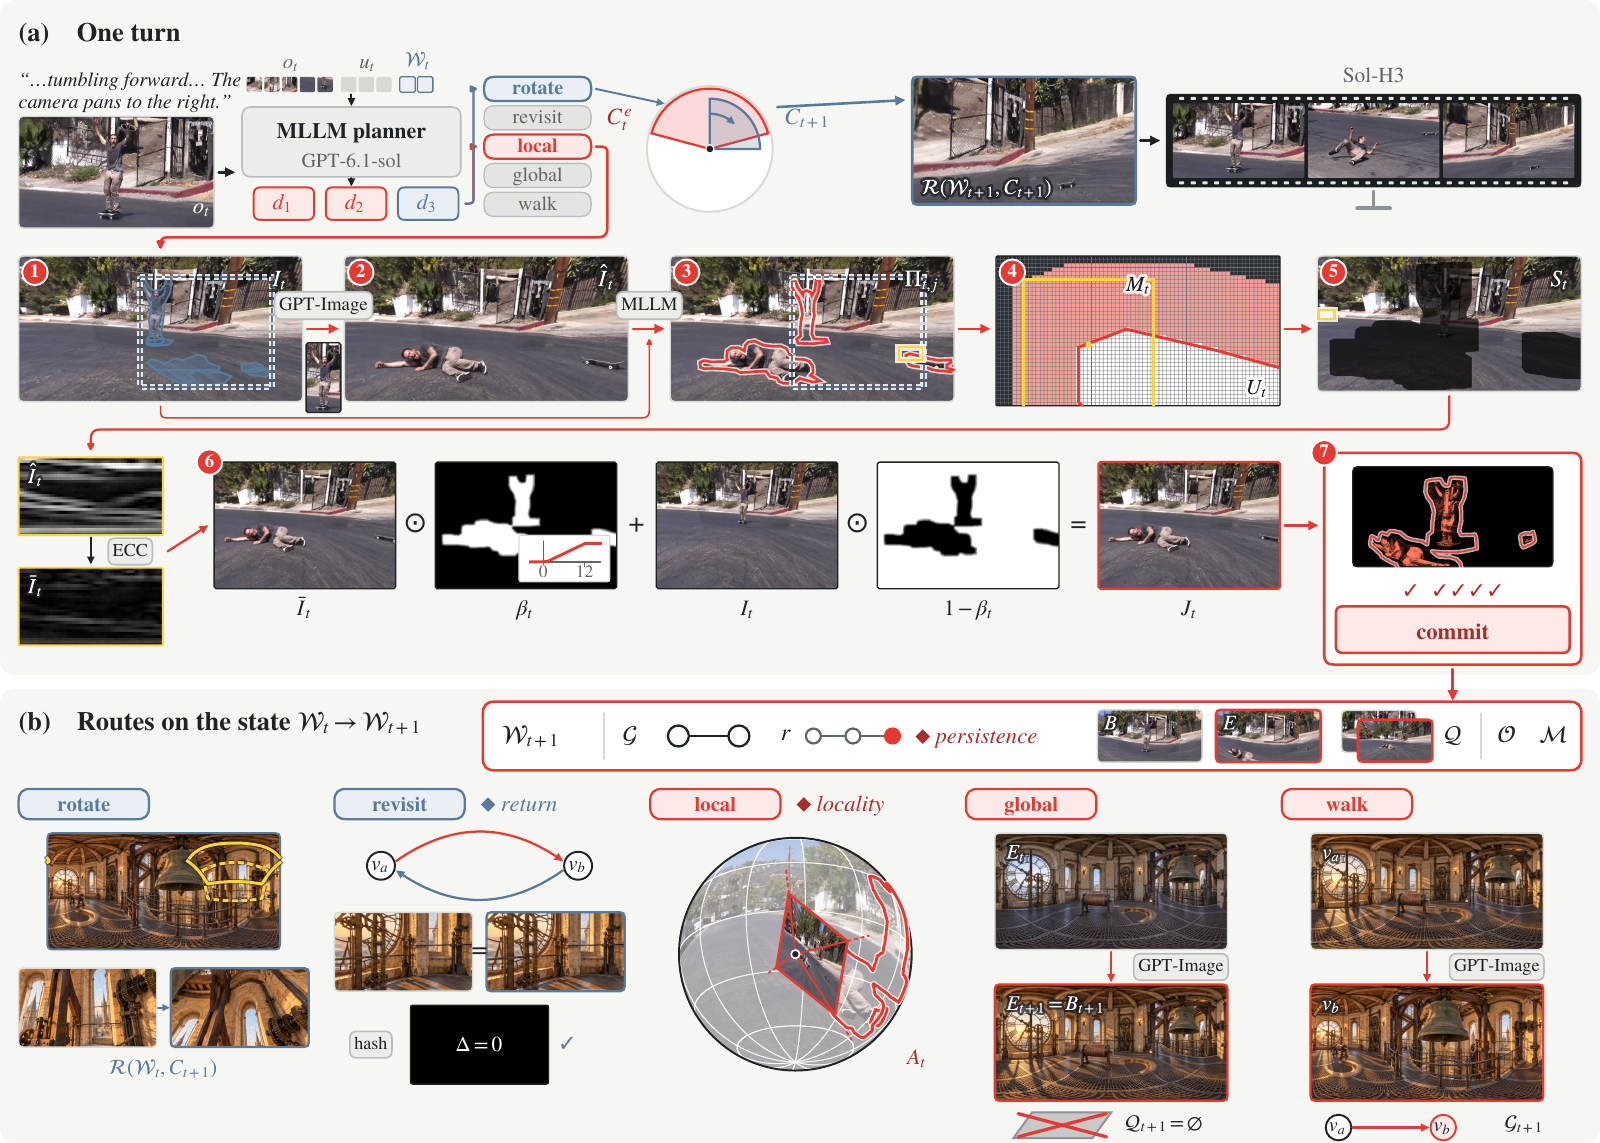 (a) One turn
“…tumbling forward… The
camera pans to the right.”
o_t
o_t u_t 𝒲_t
MLLM planner
GPT-6.1-sol
d_1 d_2 d_3
rotate
revisit
local
global
walk
C_t^e
C_{t+1}
ℛ(𝒲_{t+1}, C_{t+1})
Sol-H3
1 I_t
GPT-Image
2 Î_t
MLLM
3 Π_{t,j}
4 M_t
U_t
5 S_t
Î_t
ECC
Ī_t
6
⊙ + ⊙ =
0 12
Ī_t β_t I_t 1 − β_t J_t
7
✓ ✓✓✓✓
commit
(b) Routes on the state 𝒲_t → 𝒲_{t+1}
𝒲_{t+1} 𝒢 r ◆ persistence B E 𝒬 𝒪 ℳ
rotate
ℛ(𝒲_t, C_{t+1})
revisit ◆ return
v_a v_b
=
hash Δ = 0 ✓
local ◆ locality
A_t
global
E_t
GPT-Image
E_{t+1} = B_{t+1}
𝒬_{t+1} = ∅
walk
v_a
GPT-Image
v_b
v_a v_b 𝒢_{t+1}